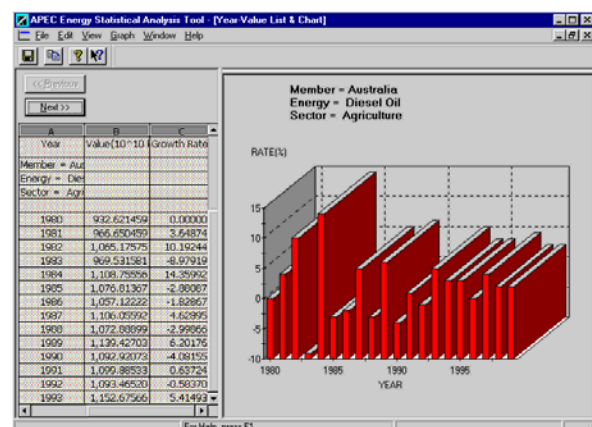 APEC Energy Statistical Analysis Tool - [Year-Value List & Chart]
File Edit View Graph Window Help
<<Previous
Next >>
A B C
Year Value(10^10 Growth Rate
Member = Aus
Energy = Dies
Sector = Agri
1980 932.621459 0.00000
1981 966.650459 3.64874
1982 1,065.17575 10.19244
1983 969.531581 -8.97919
1984 1,108.75556 14.35992
1985 1,076.81367 -2.88087
1986 1,057.12222 -1.82867
1987 1,106.05592 4.62895
1988 1,072.88899 -2.99866
1989 1,139.42703 6.20176
1990 1,092.92073 -4.08155
1991 1,099.88533 0.63724
1992 1,093.46520 -0.58370
1993 1,152.67566 5.41493
Member = Australia
Energy = Diesel Oil
Sector = Agriculture
RATE(%)
15
10
5
0
-5
-10
1980 1985 1990 1995
YEAR
For Help, press F1